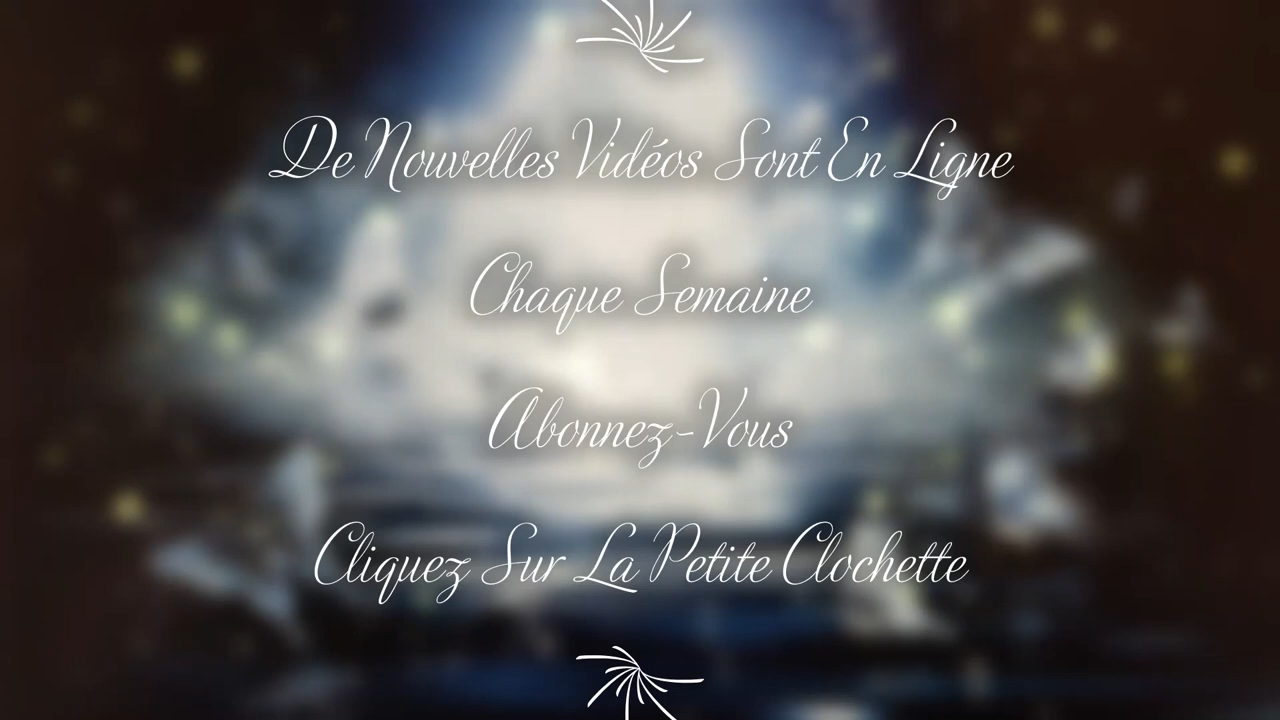 De Nouvelles Vidéos Sont En Ligne
Chaque Semaine
Abonnez-Vous
Cliquez Sur La Petite Clochette